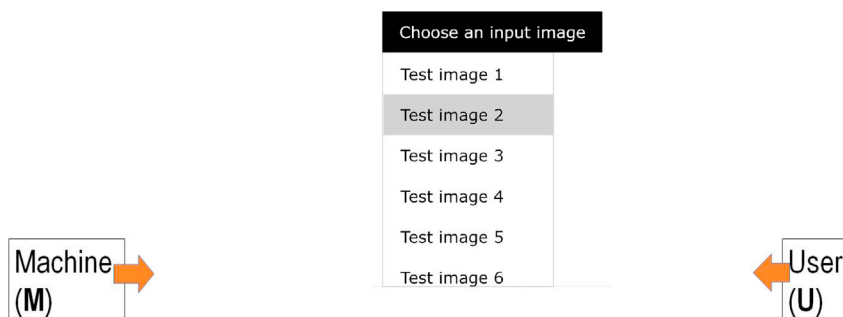 Choose an input image
Test image 1
Test image 2
Test image 3
Test image 4
Test image 5
Test image 6
Machine
(M)
User
(U)